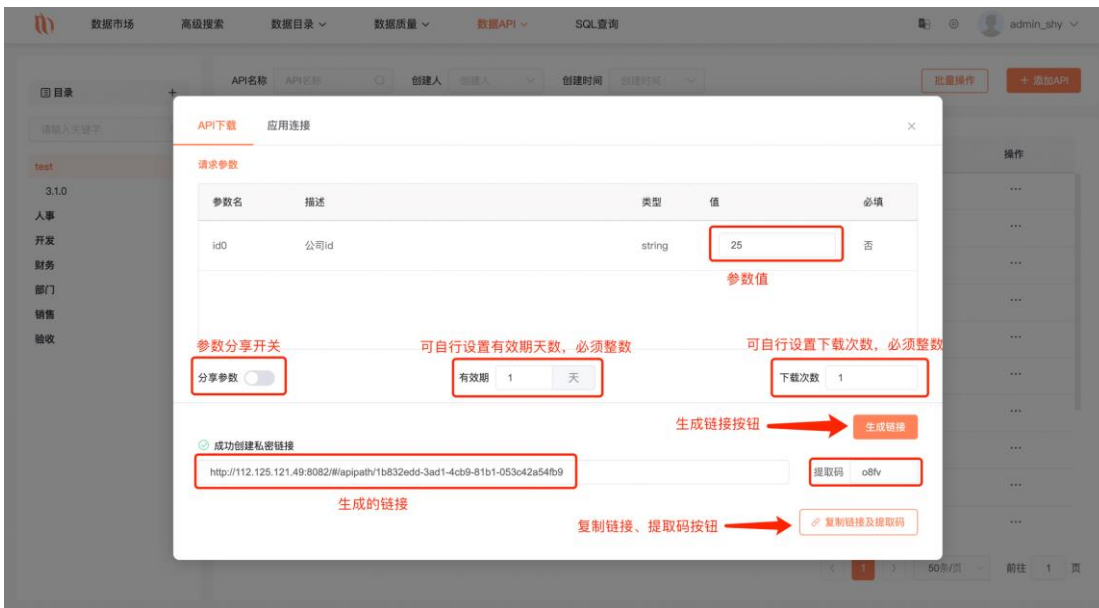 数据市场 高级搜索 数据目录 数据质量 数据API SQL查询 admin_shy
API名称 API名称 创建人 创建人 创建时间 创建时间 批量操作 + 添加API
目录 +
请输入关键字
API下载 应用连接 ×
操作
test
请求参数
3.1.0
参数名 描述 类型 值 必填
人事
开发
id0 公司id string 25 否
财务
参数值
部门
销售
验收
参数分享开关 可自行设置有效期天数，必须整数 可自行设置下载次数，必须整数
分享参数 有效期 1 天 下载次数 1
生成链接按钮 生成链接
成功创建私密链接
http://112.125.121.49:8082/#/apipath/1b832edd-3ad1-4cb9-81b1-053c42a54fb9 提取码 o8fv
生成的链接
复制链接、提取码按钮 复制链接及提取码
< 1 > 50条/页 前往 1 页